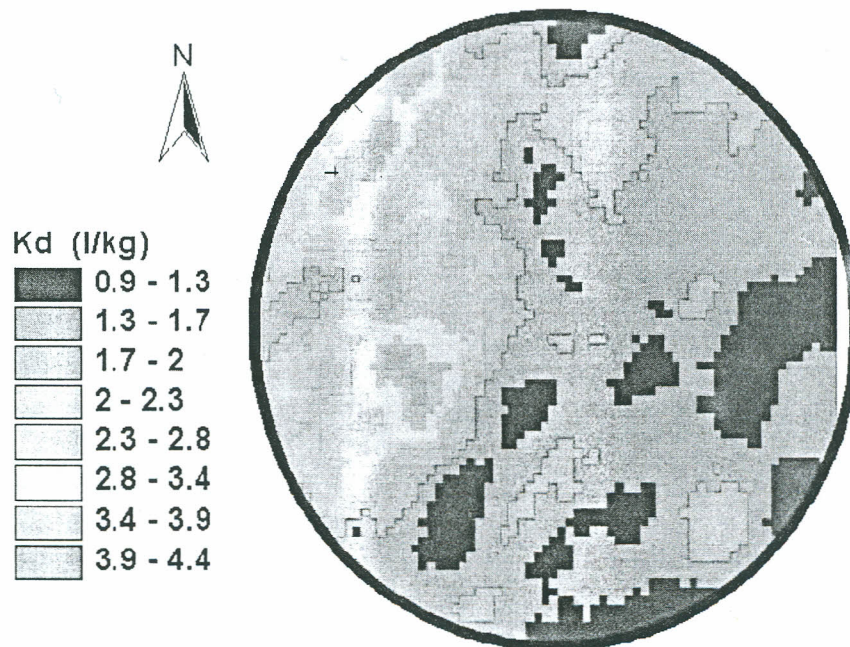 N
Kd (l/kg)
0.9 - 1.3
1.3 - 1.7
1.7 - 2
2 - 2.3
2.3 - 2.8
2.8 - 3.4
3.4 - 3.9
3.9 - 4.4